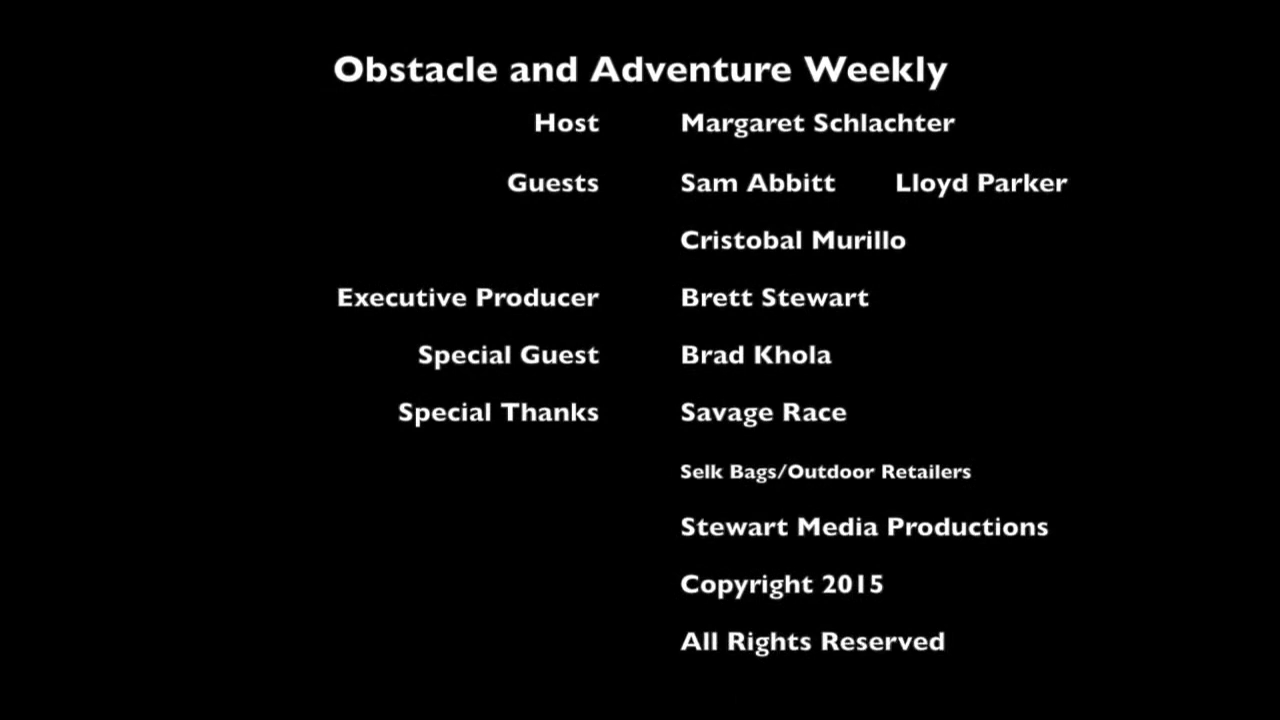 Obstacle and Adventure Weekly
Host Margaret Schlachter
Guests Sam Abbitt Lloyd Parker
Cristobal Murillo
Executive Producer Brett Stewart
Special Guest Brad Khola
Special Thanks Savage Race
Selk Bags/Outdoor Retailers
Stewart Media Productions
Copyright 2015
All Rights Reserved